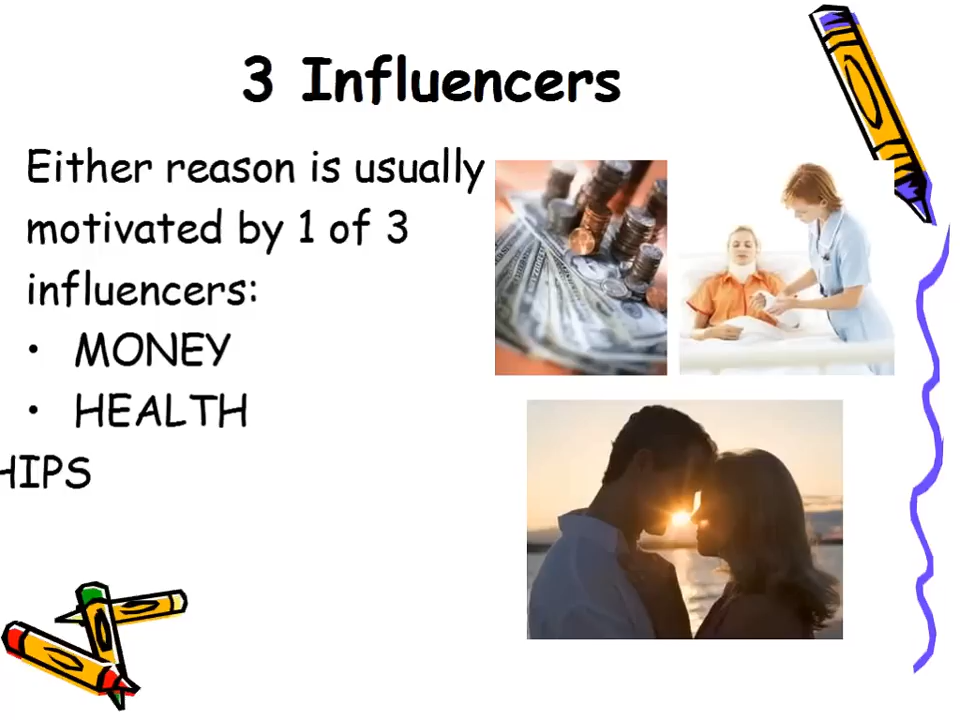 3 Influencers
Either reason is usually
motivated by 1 of 3
influencers:
• MONEY
• HEALTH
HIPS